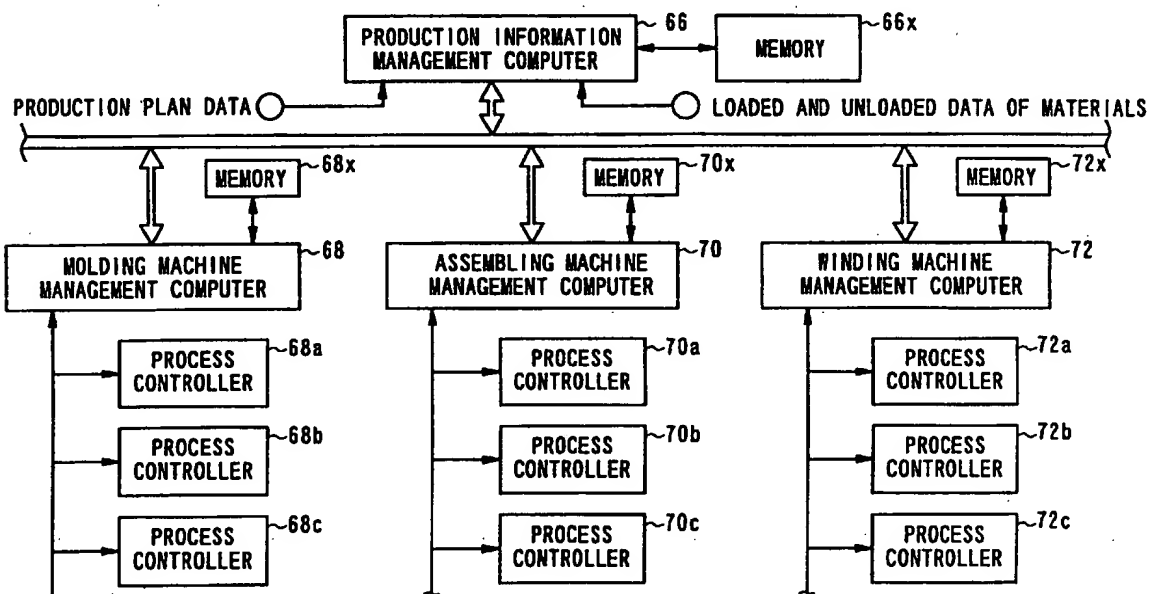 PRODUCTION INFORMATION
MANAGEMENT COMPUTER
66
MEMORY
66x
PRODUCTION PLAN DATA
LOADED AND UNLOADED DATA OF MATERIALS
MEMORY
68x
MEMORY
70x
MEMORY
72x
MOLDING MACHINE
MANAGEMENT COMPUTER
68
ASSEMBLING MACHINE
MANAGEMENT COMPUTER
70
WINDING MACHINE
MANAGEMENT COMPUTER
72
PROCESS
CONTROLLER
68a
PROCESS
CONTROLLER
70a
PROCESS
CONTROLLER
72a
PROCESS
CONTROLLER
68b
PROCESS
CONTROLLER
70b
PROCESS
CONTROLLER
72b
PROCESS
CONTROLLER
68c
PROCESS
CONTROLLER
70c
PROCESS
CONTROLLER
72c